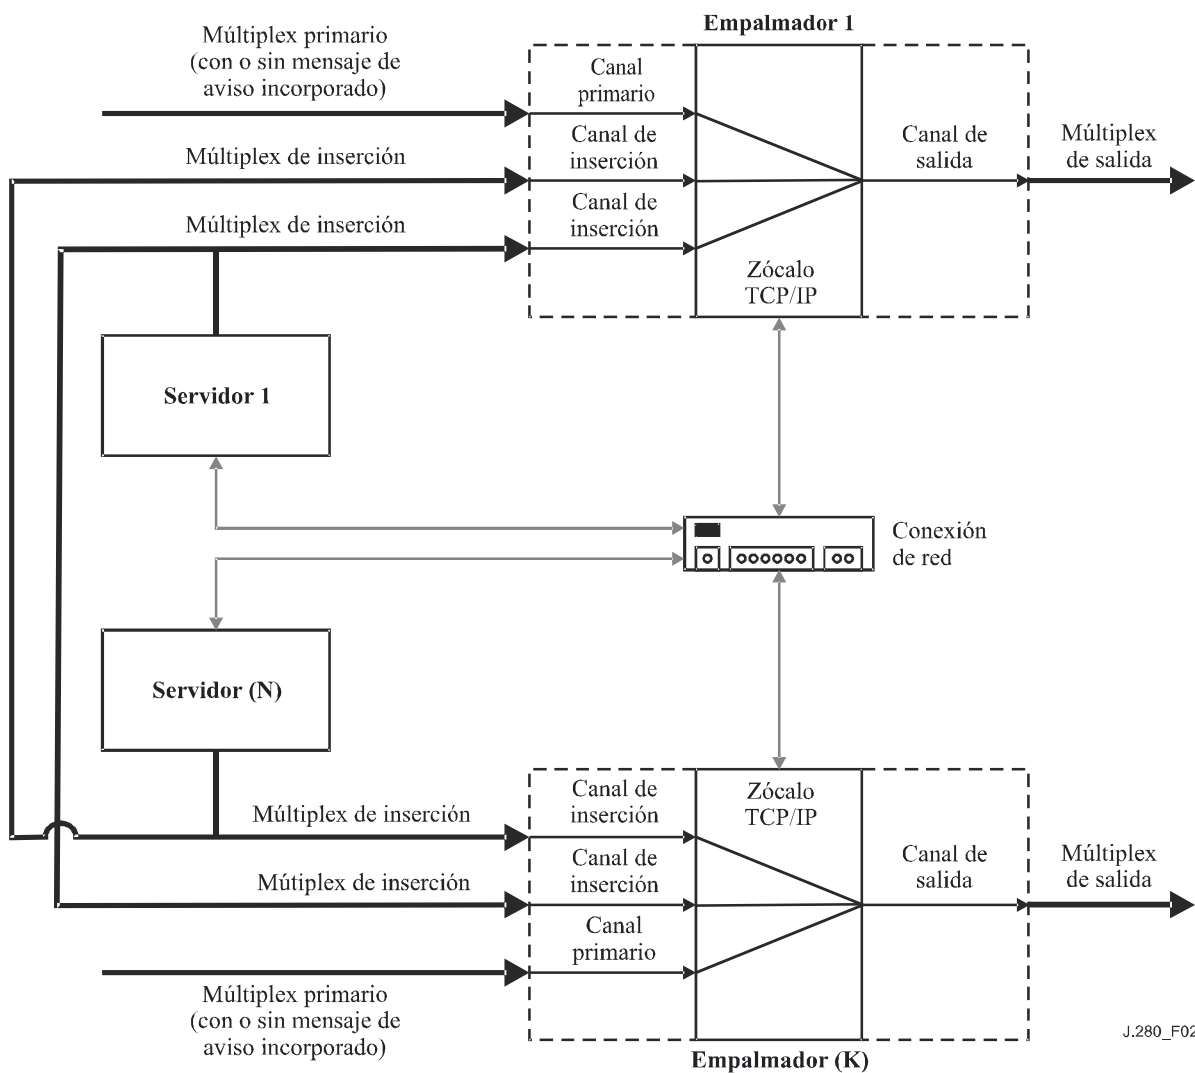 Empalmador 1
Múltiplex primario
(con o sin mensaje de
aviso incorporado)
Canal
primario
Múltiplex de inserción
Canal de
inserción
Canal de
salida
Múltiplex
de salida
Múltiplex de inserción
Canal de
inserción
Zócalo
TCP/IP
Servidor 1
Conexión
de red
Servidor (N)
Múltiplex de inserción
Canal de
inserción
Zócalo
TCP/IP
Mútiplex de inserción
Canal de
inserción
Canal de
salida
Múltiplex
de salida
Canal
primario
Múltiplex primario
(con o sin mensaje de
aviso incorporado)
Empalmador (K)
J.280_F02